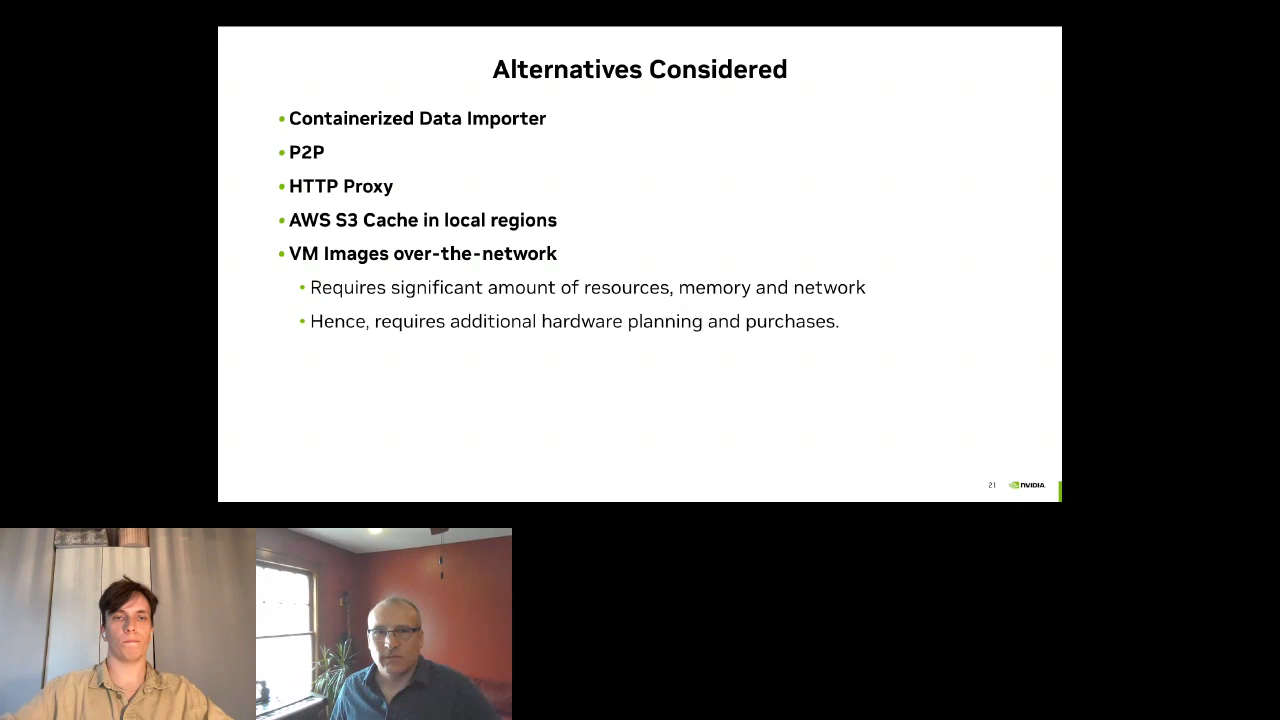 Alternatives Considered
• Containerized Data Importer
• P2P
• HTTP Proxy
• AWS S3 Cache in local regions
• VM Images over-the-network
• Requires significant amount of resources, memory and network
• Hence, requires additional hardware planning and purchases.
21 NVIDIA